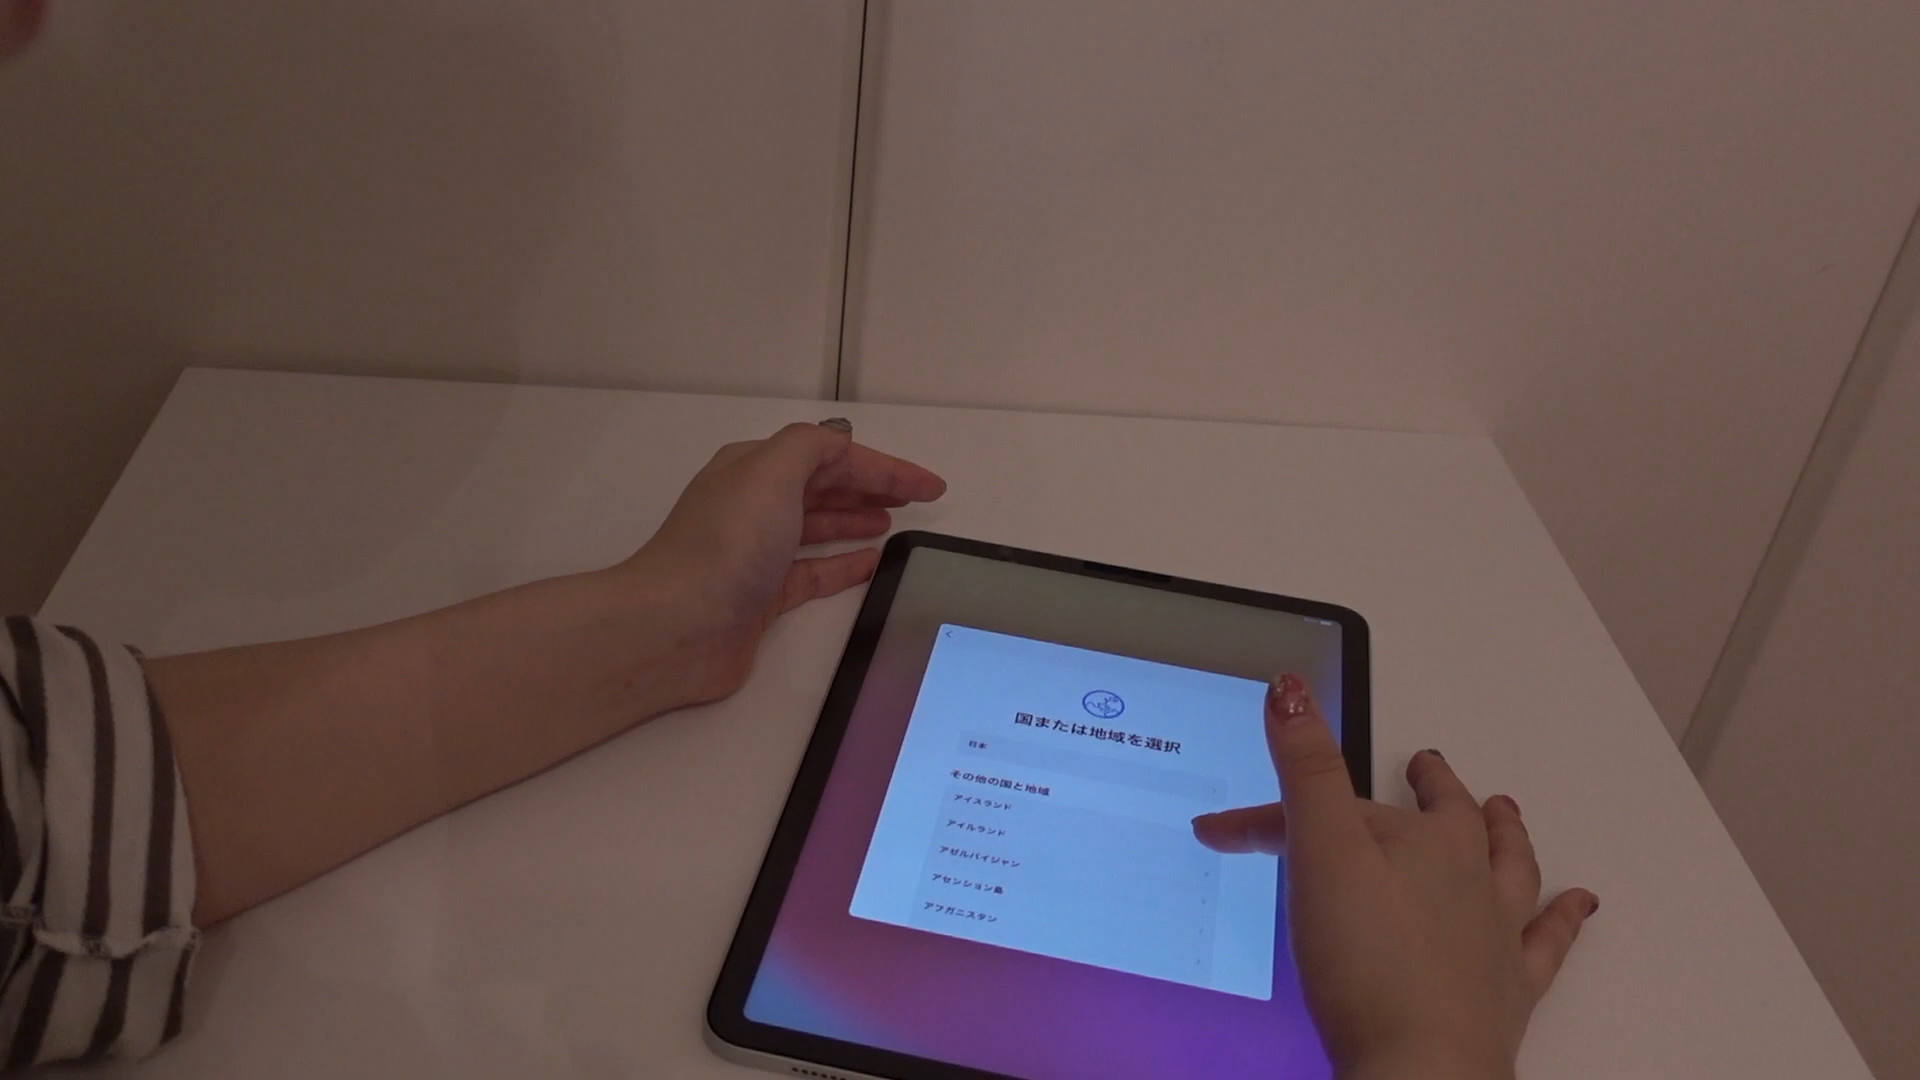 国または地域を選択
日本
その他の国と地域
アイスランド
アイルランド
アゼルバイジャン
アセンション島
アフガニスタン